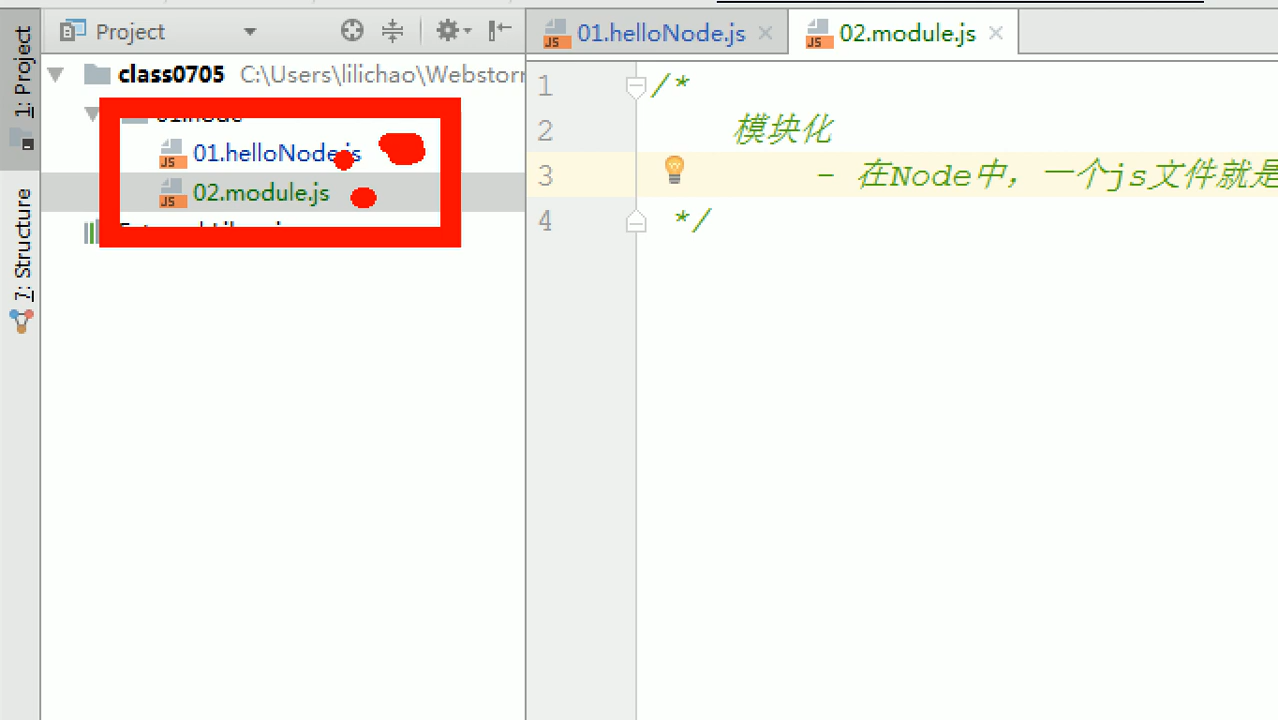 1: Project
7: Structure
Project
class0705 C:\Users\lilichao\Webstorm
01.node
01.helloNode.js
02.module.js
01.helloNode.js
02.module.js
1 /*
2 模块化
3 - 在Node中，一个js文件就是
4 */